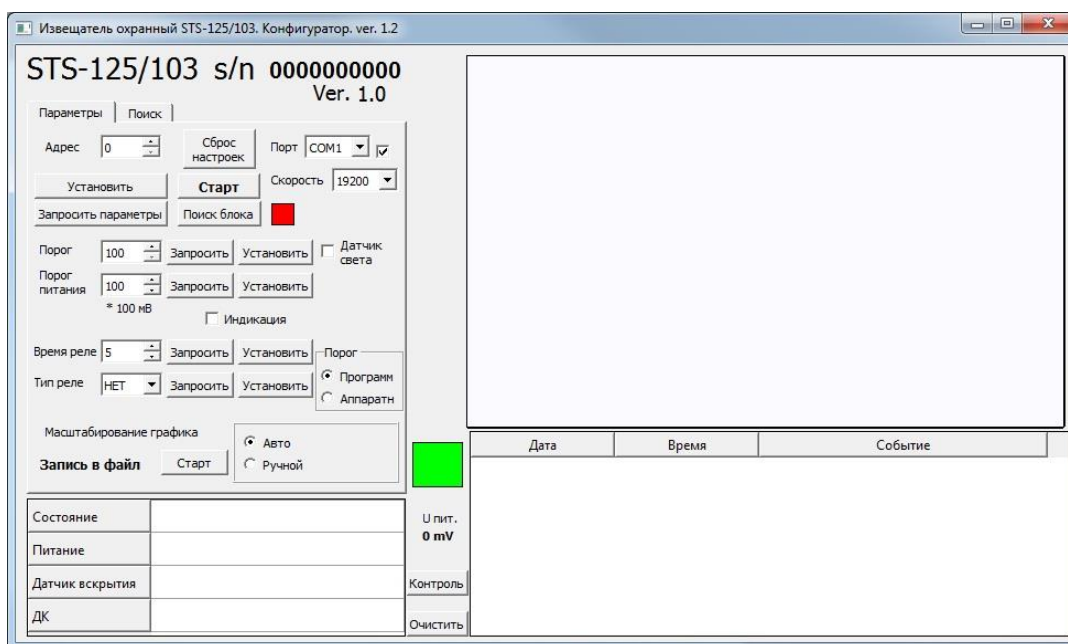 Извещатель охранный STS-125/103. Конфигуратор. ver. 1.2
STS-125/103 s/n 0000000000
Ver. 1.0
Параметры Поиск
Адрес 0 Сброс настроек Порт COM1
Установить Старт Скорость 19200
Запросить параметры Поиск блока
Порог 100 Запросить Установить Датчик света
Порог питания 100 Запросить Установить
* 100 мВ
Индикация
Время реле 5 Запросить Установить Порог
Программ
Тип реле НЕТ Запросить Установить
Аппаратн
Масштабирование графика
Авто
Запись в файл Старт Ручной
Дата Время Событие
Состояние
U пит.
0 mV
Питание
Датчик вскрытия Контроль
ДК
Очистить